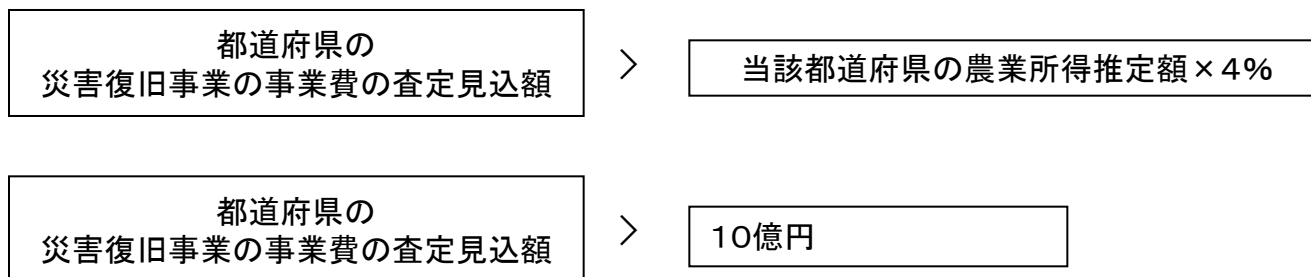 都道府県の
災害復旧事業の事業費の査定見込額
＞
当該都道府県の農業所得推定額×4%
都道府県の
災害復旧事業の事業費の査定見込額
＞
10億円